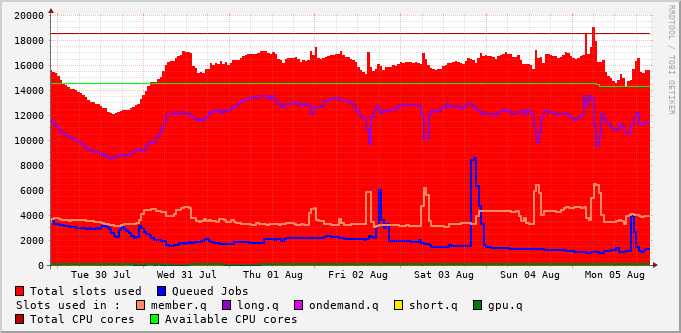 20000
18000
16000
14000
12000
10000
8000
6000
4000
2000
0
Tue 30 Jul Wed 31 Jul Thu 01 Aug Fri 02 Aug Sat 03 Aug Sun 04 Aug Mon 05 Aug
RRDTOOL / TOBI OETIKER
Total slots used Queued Jobs
Slots used in : member.q long.q ondemand.q short.q gpu.q
Total CPU cores Available CPU cores